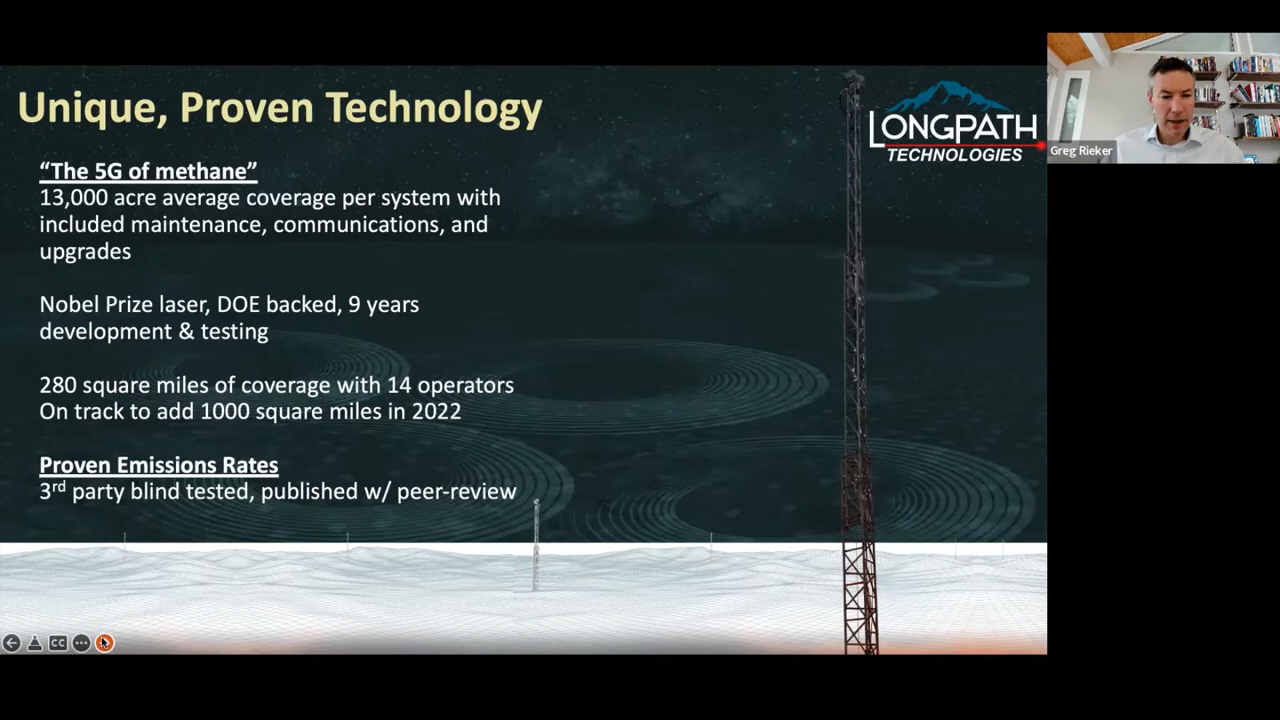 Unique, Proven Technology
LONGPATH
TECHNOLOGIES
Greg Rieker
“The 5G of methane”
13,000 acre average coverage per system with
included maintenance, communications, and
upgrades
Nobel Prize laser, DOE backed, 9 years
development & testing
280 square miles of coverage with 14 operators
On track to add 1000 square miles in 2022
Proven Emissions Rates
3rd party blind tested, published w/ peer-review
CC